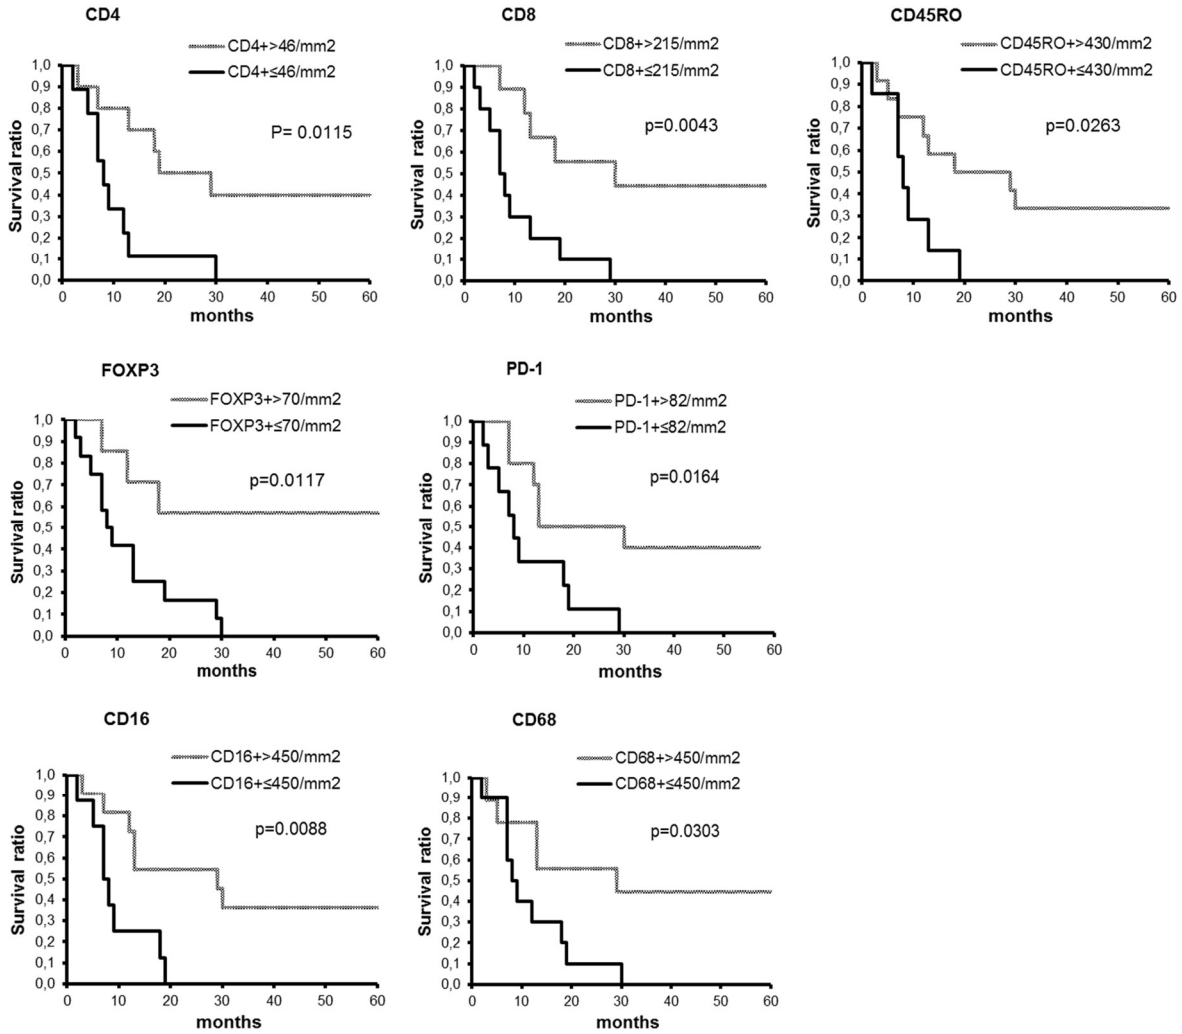 CD4
CD4+>46/mm2
CD4+≤46/mm2
P= 0.0115
Survival ratio
1,0
0,9
0,8
0,7
0,6
0,5
0,4
0,3
0,2
0,1
0,0
0 10 20 30 40 50 60
months
CD8
CD8+>215/mm2
CD8+≤215/mm2
p=0.0043
Survival ratio
1,0
0,9
0,8
0,7
0,6
0,5
0,4
0,3
0,2
0,1
0,0
0 10 20 30 40 50 60
months
CD45RO
CD45RO+>430/mm2
CD45RO+≤430/mm2
p=0.0263
Survival ratio
1,0
0,9
0,8
0,7
0,6
0,5
0,4
0,3
0,2
0,1
0,0
0 10 20 30 40 50 60
months
FOXP3
FOXP3+>70/mm2
FOXP3+≤70/mm2
p=0.0117
Survival ratio
1,0
0,9
0,8
0,7
0,6
0,5
0,4
0,3
0,2
0,1
0,0
0 10 20 30 40 50 60
months
PD-1
PD-1+>82/mm2
PD-1+≤82/mm2
p=0.0164
Survival ratio
1,0
0,9
0,8
0,7
0,6
0,5
0,4
0,3
0,2
0,1
0,0
0 10 20 30 40 50 60
months
CD16
CD16+>450/mm2
CD16+≤450/mm2
p=0.0088
Survival ratio
1,0
0,9
0,8
0,7
0,6
0,5
0,4
0,3
0,2
0,1
0,0
0 10 20 30 40 50 60
months
CD68
CD68+>450/mm2
CD68+≤450/mm2
p=0.0303
Survival ratio
1,0
0,9
0,8
0,7
0,6
0,5
0,4
0,3
0,2
0,1
0,0
0 10 20 30 40 50 60
months